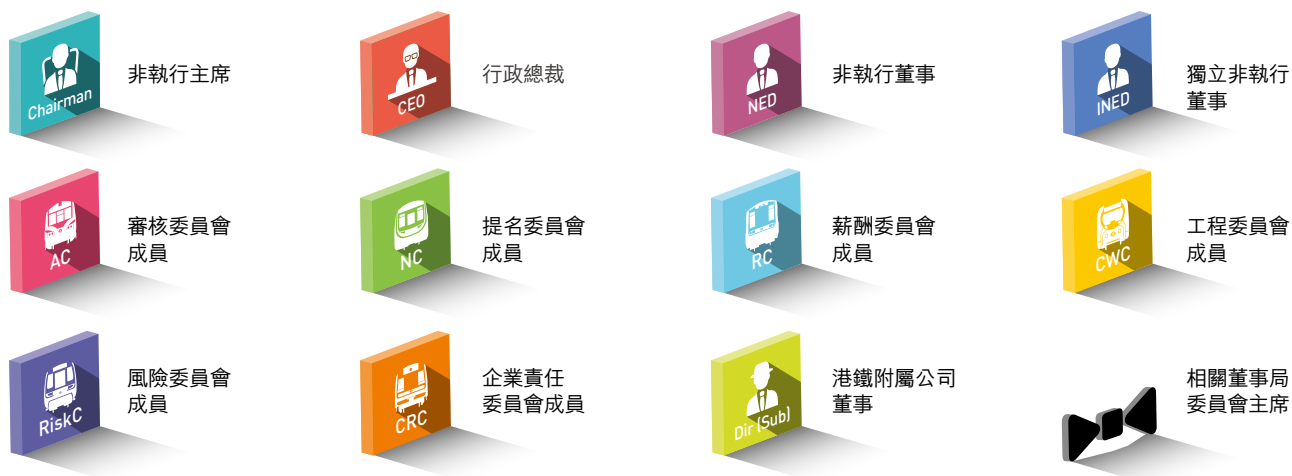 Chairman
非執行主席
CEO
行政總裁
NED
非執行董事
INED
獨立非執行
董事
AC
審核委員會
成員
NC
提名委員會
成員
RC
薪酬委員會
成員
CWC
工程委員會
成員
RiskC
風險委員會
成員
CRC
企業責任
委員會成員
Dir (Sub)
港鐵附屬公司
董事
相關董事局
委員會主席